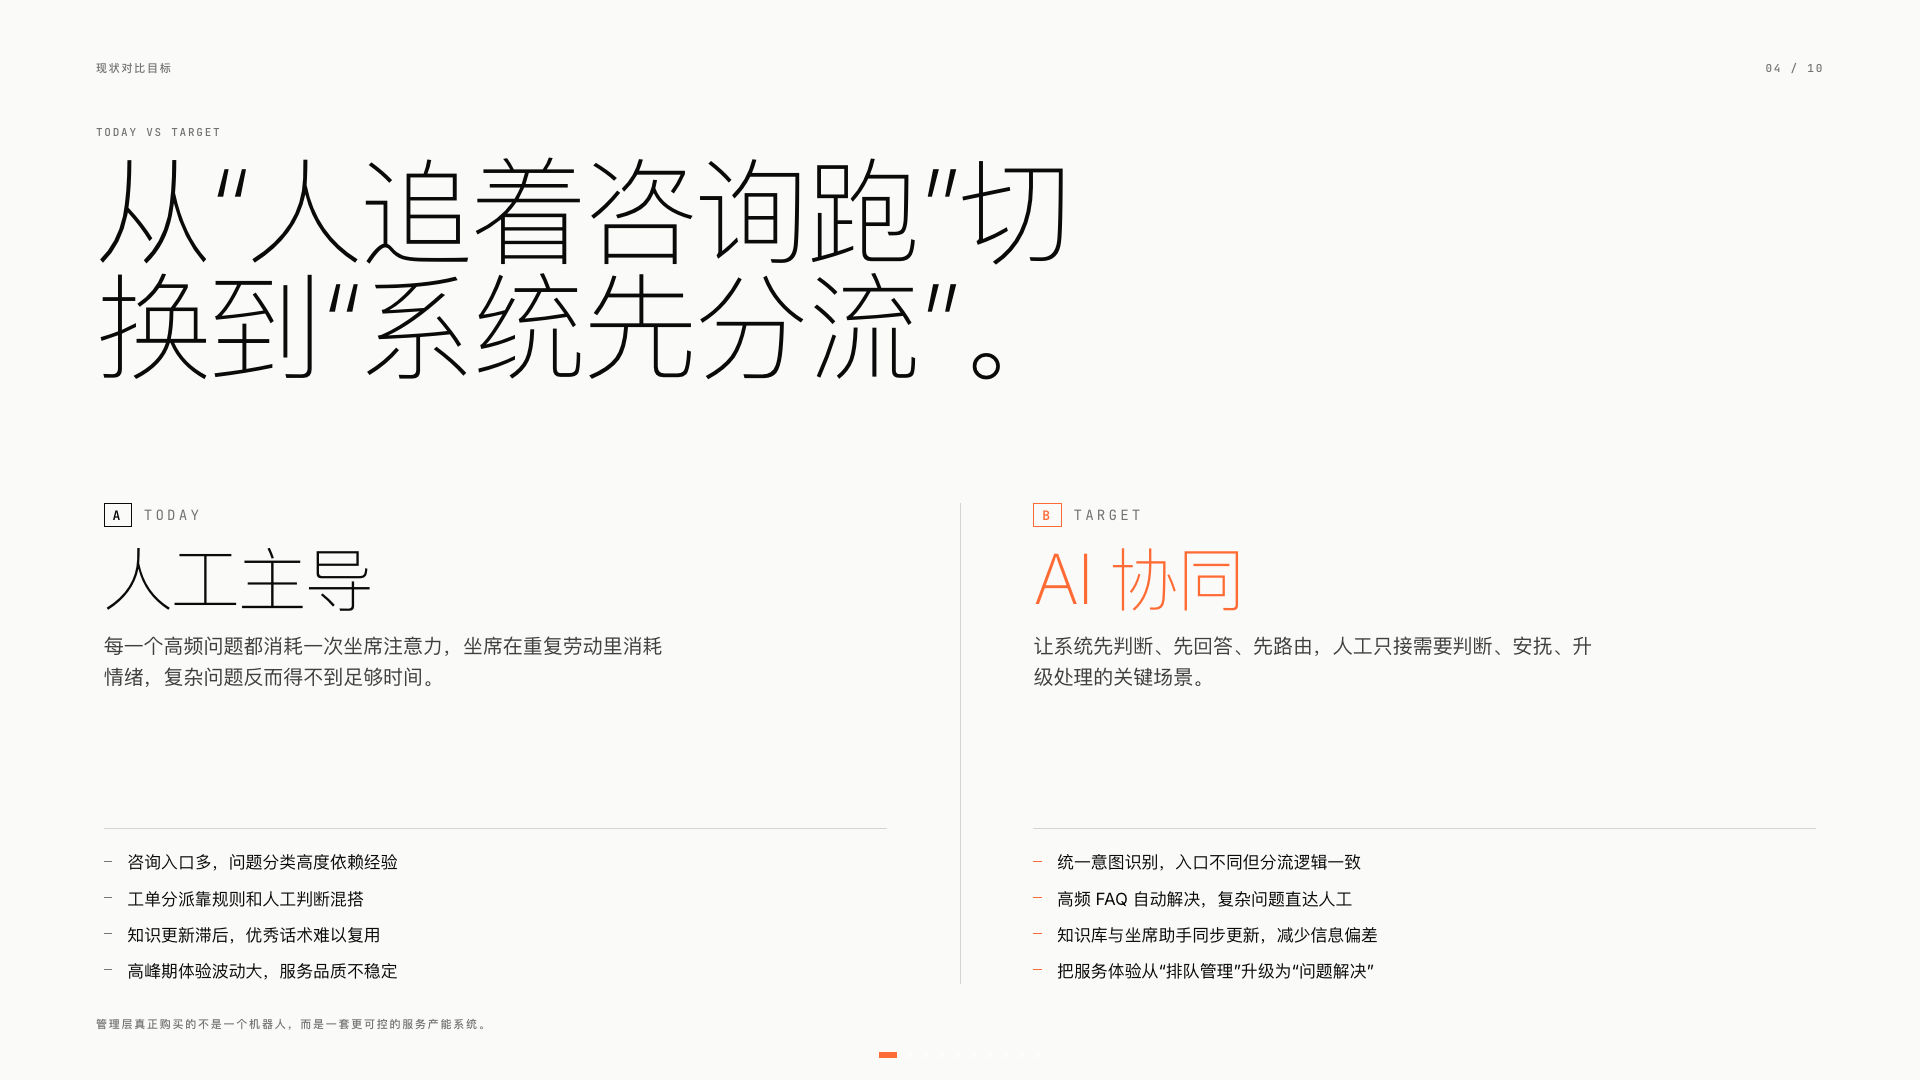 现状对比目标
04 / 10
TODAY VS TARGET
从“人追着咨询跑”切
换到“系统先分流”。
A TODAY
人工主导
每一个高频问题都消耗一次坐席注意力，坐席在重复劳动里消耗
情绪，复杂问题反而得不到足够时间。
– 咨询入口多，问题分类高度依赖经验
– 工单分派靠规则和人工判断混搭
– 知识更新滞后，优秀话术难以复用
– 高峰期体验波动大，服务品质不稳定
B TARGET
AI 协同
让系统先判断、先回答、先路由，人工只接需要判断、安抚、升
级处理的关键场景。
– 统一意图识别，入口不同但分流逻辑一致
– 高频 FAQ 自动解决，复杂问题直达人工
– 知识库与坐席助手同步更新，减少信息偏差
– 把服务体验从“排队管理”升级为“问题解决”
管理层真正购买的不是一个机器人，而是一套更可控的服务产能系统。